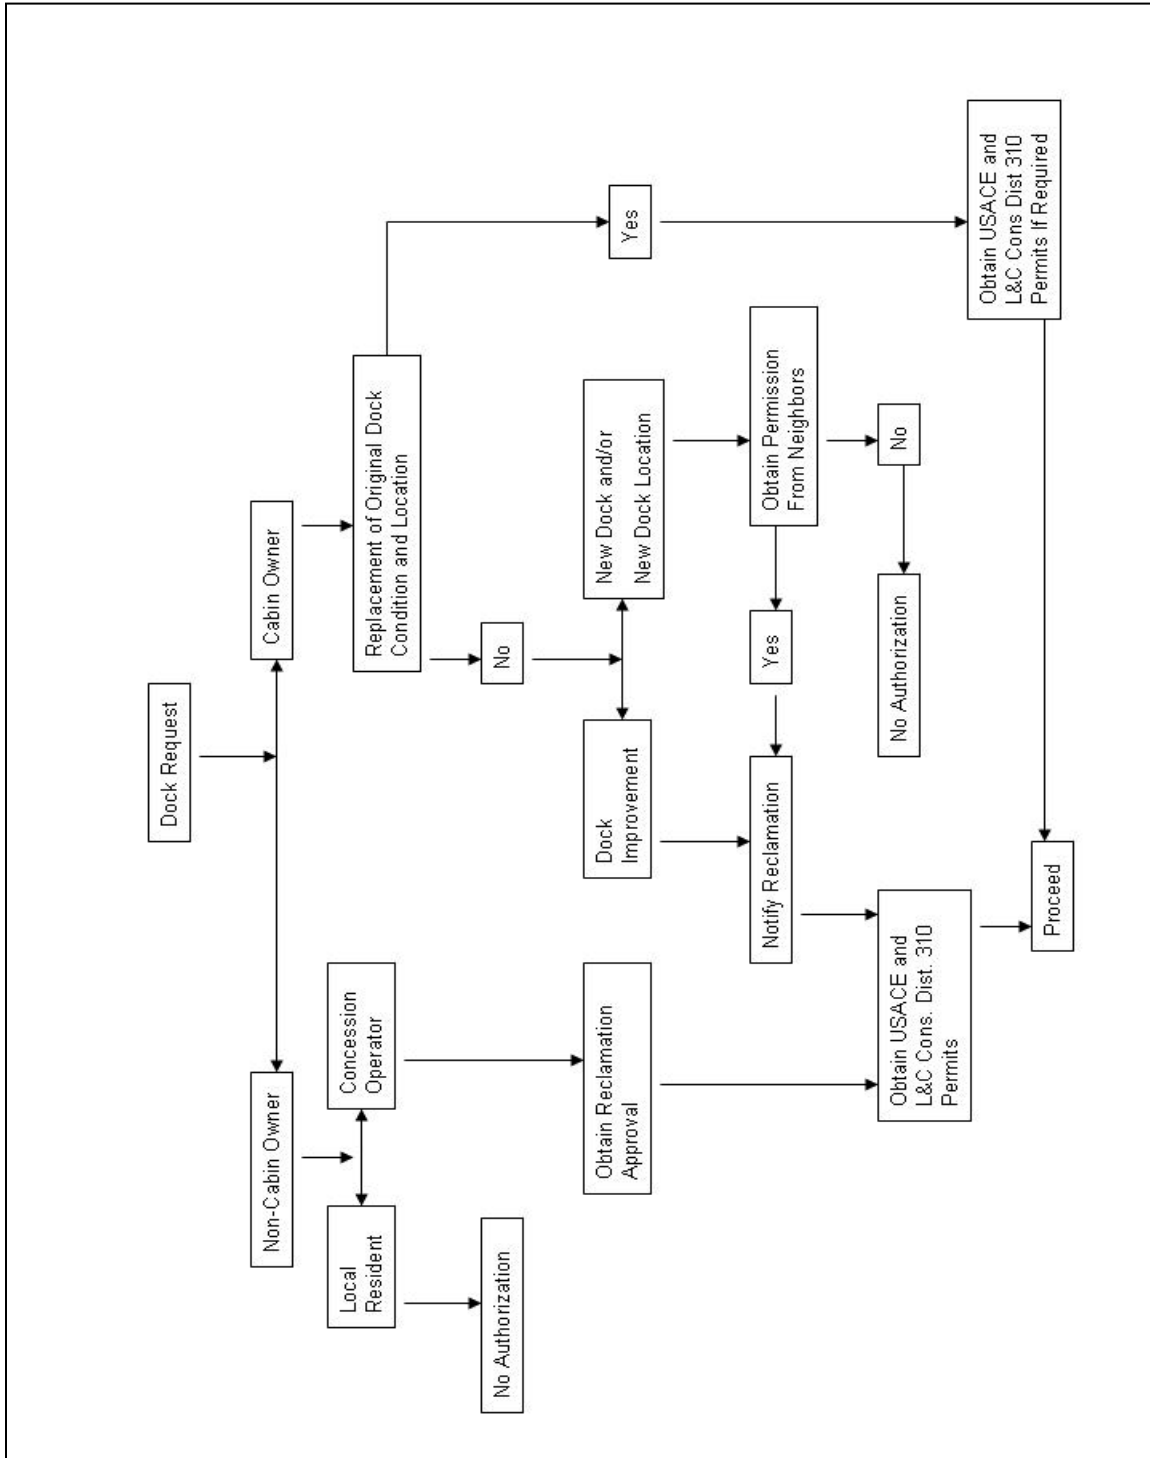 Dock Request
Non-Cabin Owner
Cabin Owner
Local
Resident
Concession
Operator
Replacement of Original Dock
Condition and Location
No Authorization
No
Yes
Obtain Reclamation
Approval
Dock
Improvement
New Dock and/or
New Dock Location
Notify Reclamation
Yes
Obtain Permission
From Neighbors
Obtain USACE and
L&C Cons. Dist. 310
Permits
No Authorization
No
Obtain USACE and
L&C Cons Dist 310
Permits If Required
Proceed